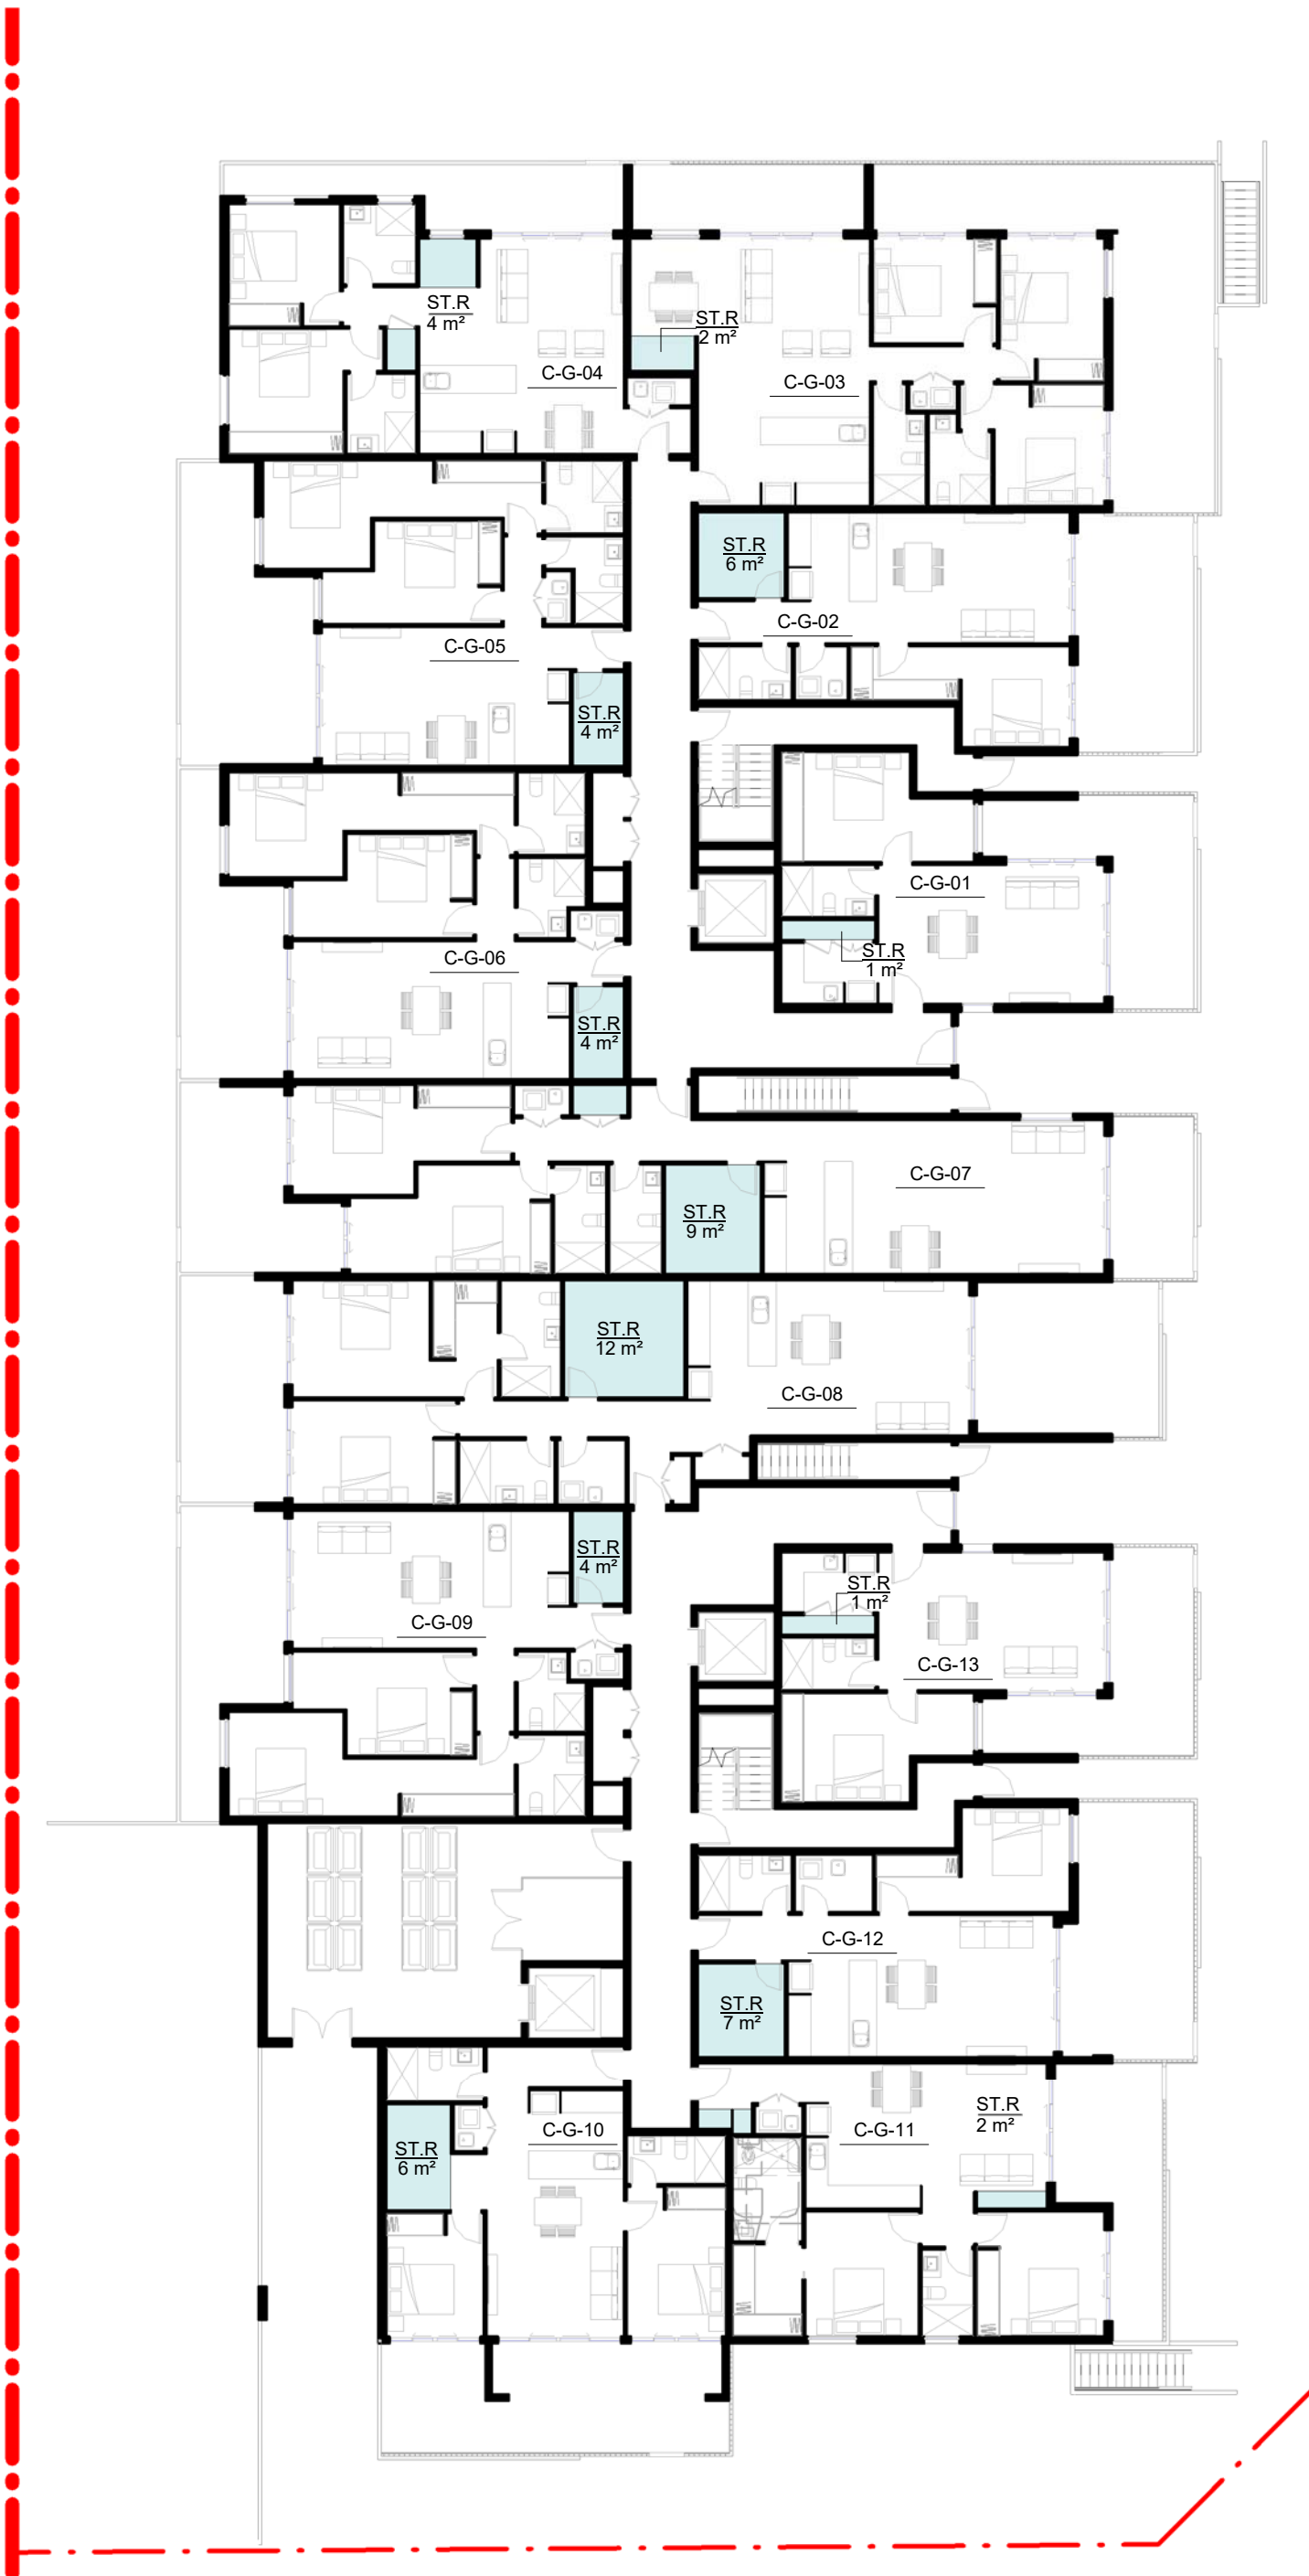 ST.R
4 m²
ST.R
2 m²
C-G-04
C-G-03
ST.R
6 m²
C-G-02
C-G-05
ST.R
4 m²
C-G-01
ST.R
1 m²
C-G-06
ST.R
4 m²
C-G-07
ST.R
9 m²
ST.R
12 m²
C-G-08
ST.R
4 m²
ST.R
1 m²
C-G-09
C-G-13
C-G-12
ST.R
7 m²
ST.R
2 m²
C-G-10
C-G-11
ST.R
6 m²